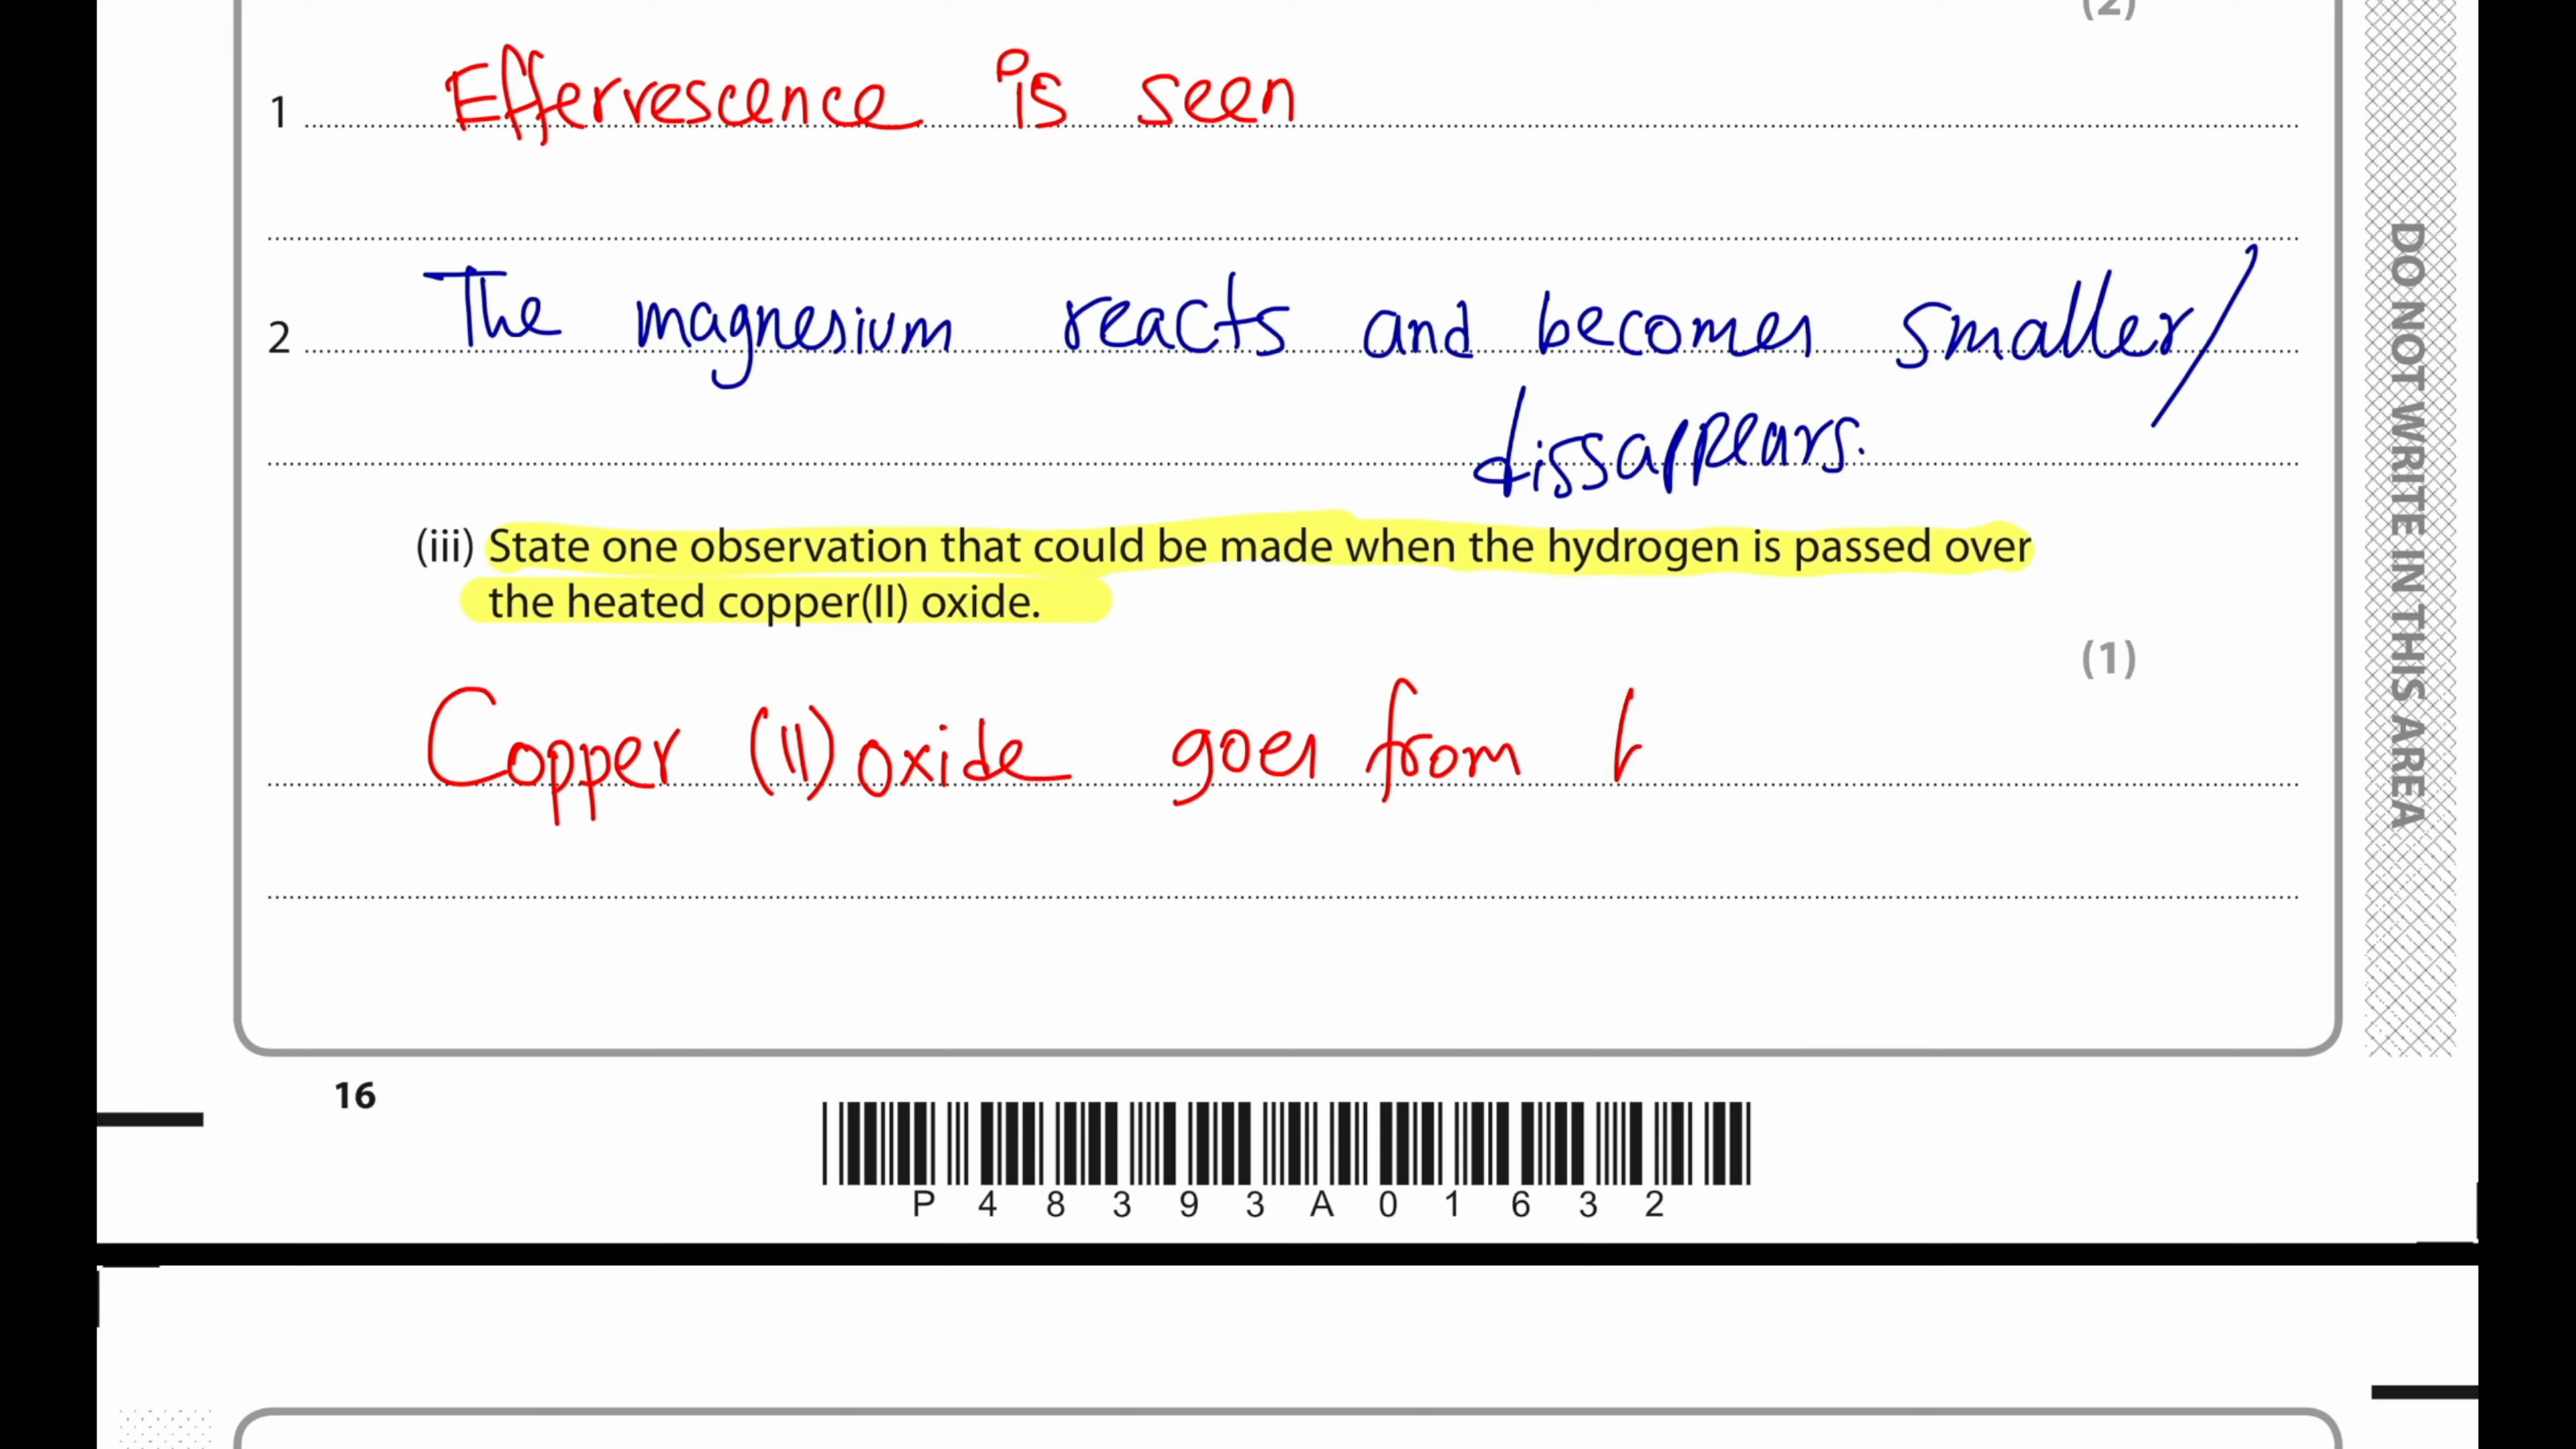 (2)
1 Effervescence is seen
2 The magnesium reacts and becomes smaller/
dissappears.
(iii) State one observation that could be made when the hydrogen is passed over
the heated copper(II) oxide.
(1)
Copper (II) oxide goes from
16
P 4 8 3 9 3 A 0 1 6 3 2
DO NOT WRITE IN THIS AREA